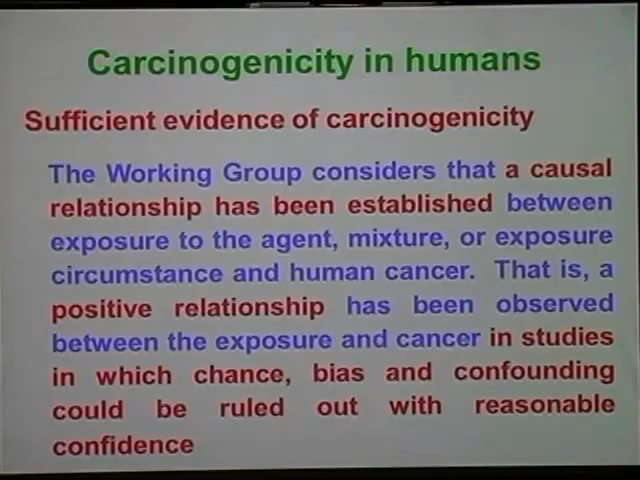 Carcinogenicity in humans
Sufficient evidence of carcinogenicity
The Working Group considers that a causal
relationship has been established between
exposure to the agent, mixture, or exposure
circumstance and human cancer. That is, a
positive relationship has been observed
between the exposure and cancer in studies
in which chance, bias and confounding
could be ruled out with reasonable
confidence